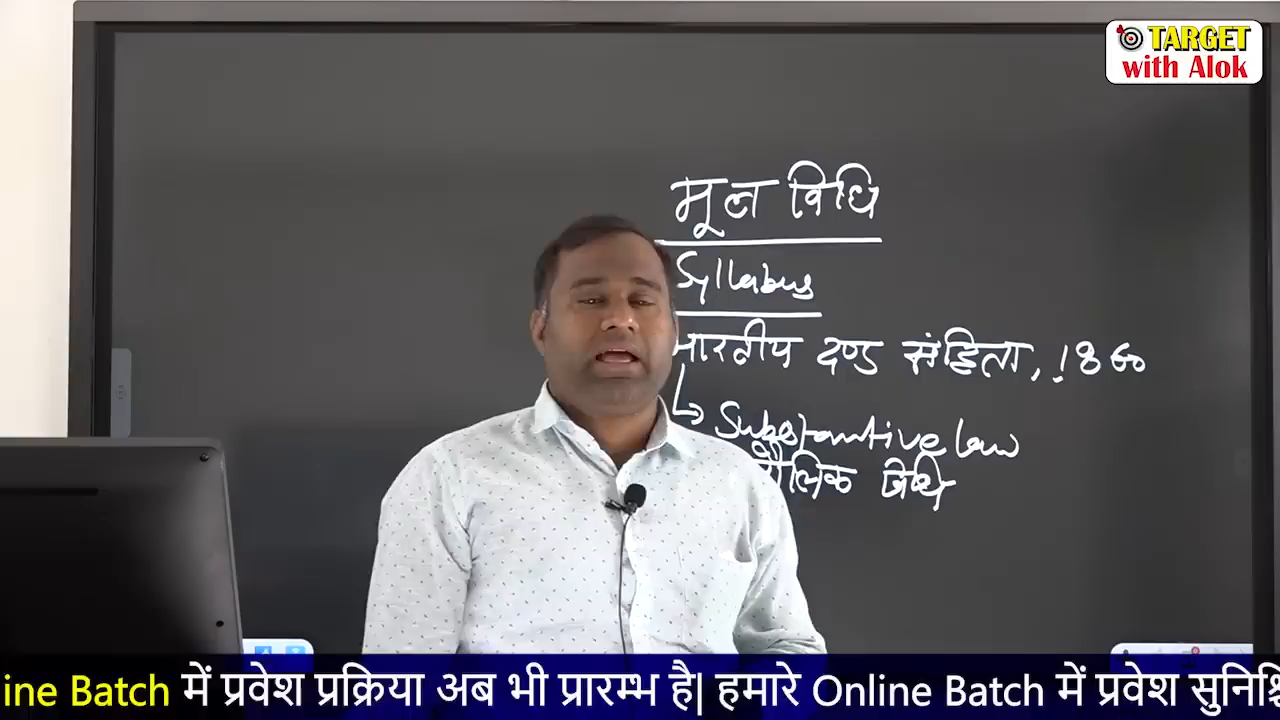 TARGET
with Alok
मूल विधि
Syllabus
भारतीय दण्ड संहिता, 1860
Substantive law
मौलिक विधि
ine Batch में प्रवेश प्रक्रिया अब भी प्रारम्भ है| हमारे Online Batch में प्रवेश सुनिश्चि